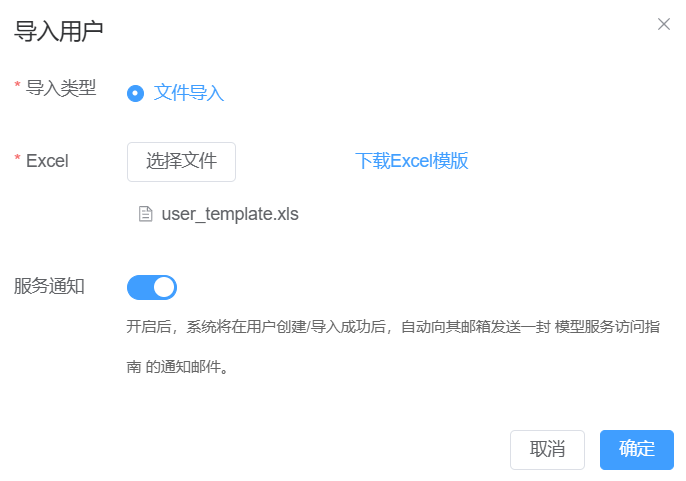 导入用户
* 导入类型
文件导入
* Excel
选择文件
下载Excel模版
user_template.xls
服务通知
开启后，系统将在用户创建/导入成功后，自动向其邮箱发送一封 模型服务访问指
南 的通知邮件。
取消
确定